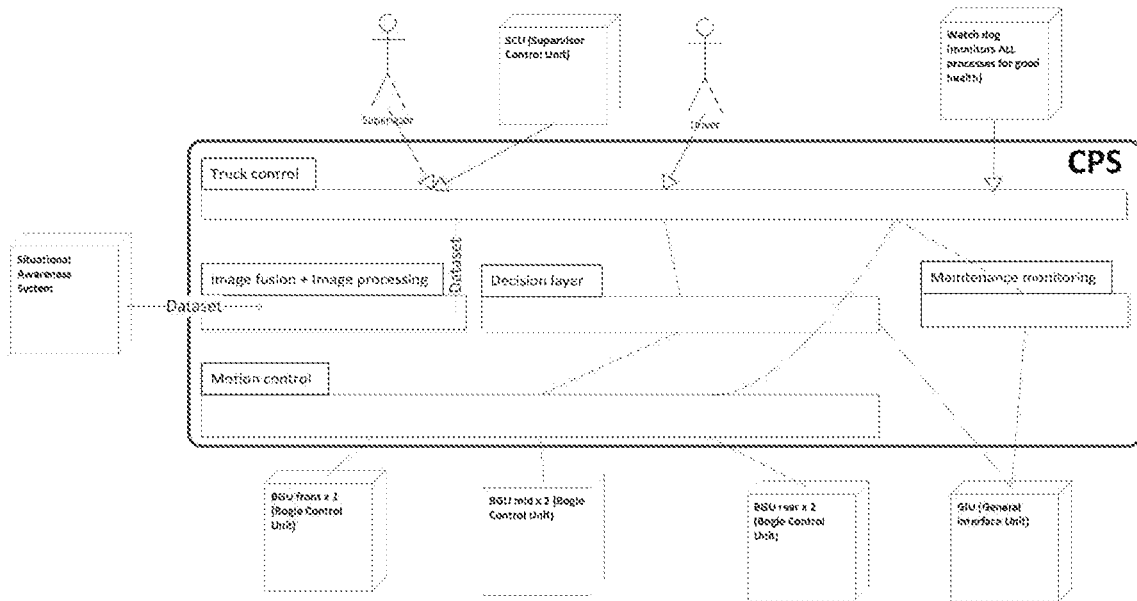 SCU (Supervisor
Control Unit)
Watch dog
(monitors ALL
processes for good
health)
Supervisor
Driver
CPS
Truck control
Situational
Awareness
System
Image fusion + Image processing
Dataset
Decision layer
Maintenance monitoring
Dataset
Motion control
BGU front x 2
(Bogie Control
Unit)
BGU mid x 2 (Bogie
Control Unit)
BGU rear x 2
(Bogie Control
Unit)
GIU (General
Interface Unit)